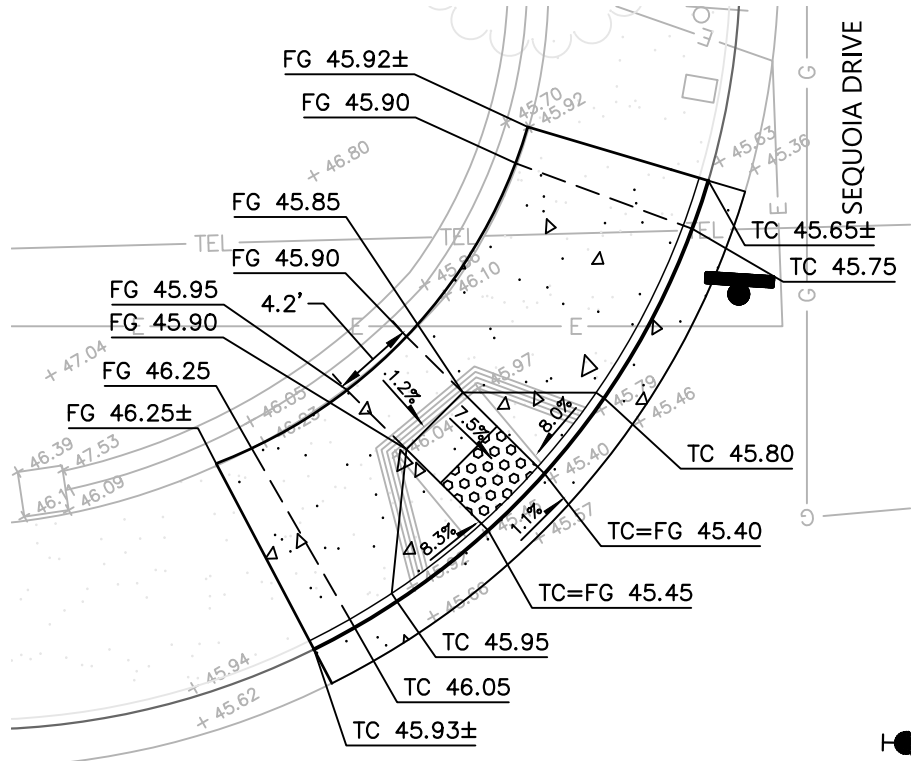 FG 45.92±
FG 45.90
SEQUOIA DRIVE
45.70
45.92
+ 46.80
45.63
45.36
E
G
FG 45.85
TEL
TEL
TEL
TC 45.65±
FG 45.90
TC 45.75
46.10
FG 45.95
4.2'
FG 45.90
E
E
E
G
+ 47.04
FG 46.25
1.2%
45.97
FG 46.25±
+ 46.05
46.04
7.5%
8.0%
45.79
+ 45.46
+ 46.39
+ 47.53
TC 45.80
+ 45.40
+ 46.11
+ 46.09
G
8.3%
1.1%
+ 45.57
TC=FG 45.40
TC=FG 45.45
TC 45.95
+ 45.94
+ 45.62
TC 46.05
TC 45.93±